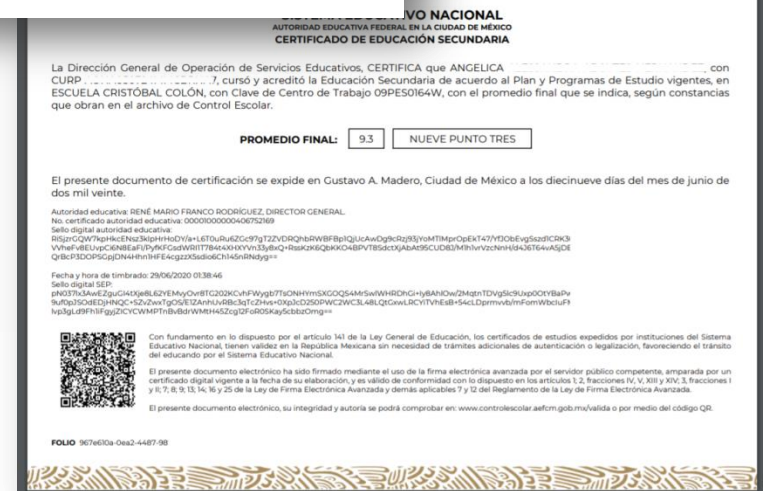 VO NACIONAL
AUTORIDAD EDUCATIVA FEDERAL EN LA CIUDAD DE MÉXICO
CERTIFICADO DE EDUCACIÓN SECUNDARIA
La Dirección General de Operación de Servicios Educativos, CERTIFICA que ANGELICA con
CURP 7, cursó y acreditó la Educación Secundaria de acuerdo al Plan y Programas de Estudio vigentes, en
ESCUELA CRISTÓBAL COLÓN, con Clave de Centro de Trabajo 09PES0164W, con el promedio final que se indica, según constancias
que obran en el archivo de Control Escolar.
PROMEDIO FINAL: 9.3 NUEVE PUNTO TRES
El presente documento de certificación se expide en Gustavo A. Madero, Ciudad de México a los diecinueve días del mes de junio de
dos mil veinte.
Autoridad educativa: RENÉ MARIO FRANCO RODRÍGUEZ, DIRECTOR GENERAL.
No. certificado autoridad educativa: 00001000000406752169
Sello digital autoridad educativa:
Fecha y hora de timbrado: 29/06/2020 01:38:46
Sello digital SEP:
Con fundamento en lo dispuesto por el artículo 141 de la Ley General de Educación, los certificados de estudios expedidos por instituciones del Sistema
Educativo Nacional, tienen validez en la República Mexicana sin necesidad de trámites adicionales de autenticación o legalización, favoreciendo el tránsito
del educando por el Sistema Educativo Nacional.
El presente documento electrónico ha sido firmado mediante el uso de la firma electrónica avanzada por el servidor público competente, amparada por un
certificado digital vigente a la fecha de su elaboración, y es válido de conformidad con lo dispuesto en los artículos 1; 2, fracciones IV, V, XIII y XIV; 3, fracciones I
y II; 7; 8; 9; 13; 14; 16 y 25 de la Ley de Firma Electrónica Avanzada y demás aplicables 7 y 12 del Reglamento de la Ley de Firma Electrónica Avanzada.
El presente documento electrónico, su integridad y autoría se podrá comprobar en: www.controlescolar.aefcm.gob.mx/valida o por medio del código QR.
FOLIO 967e610a-0ea2-4487-98